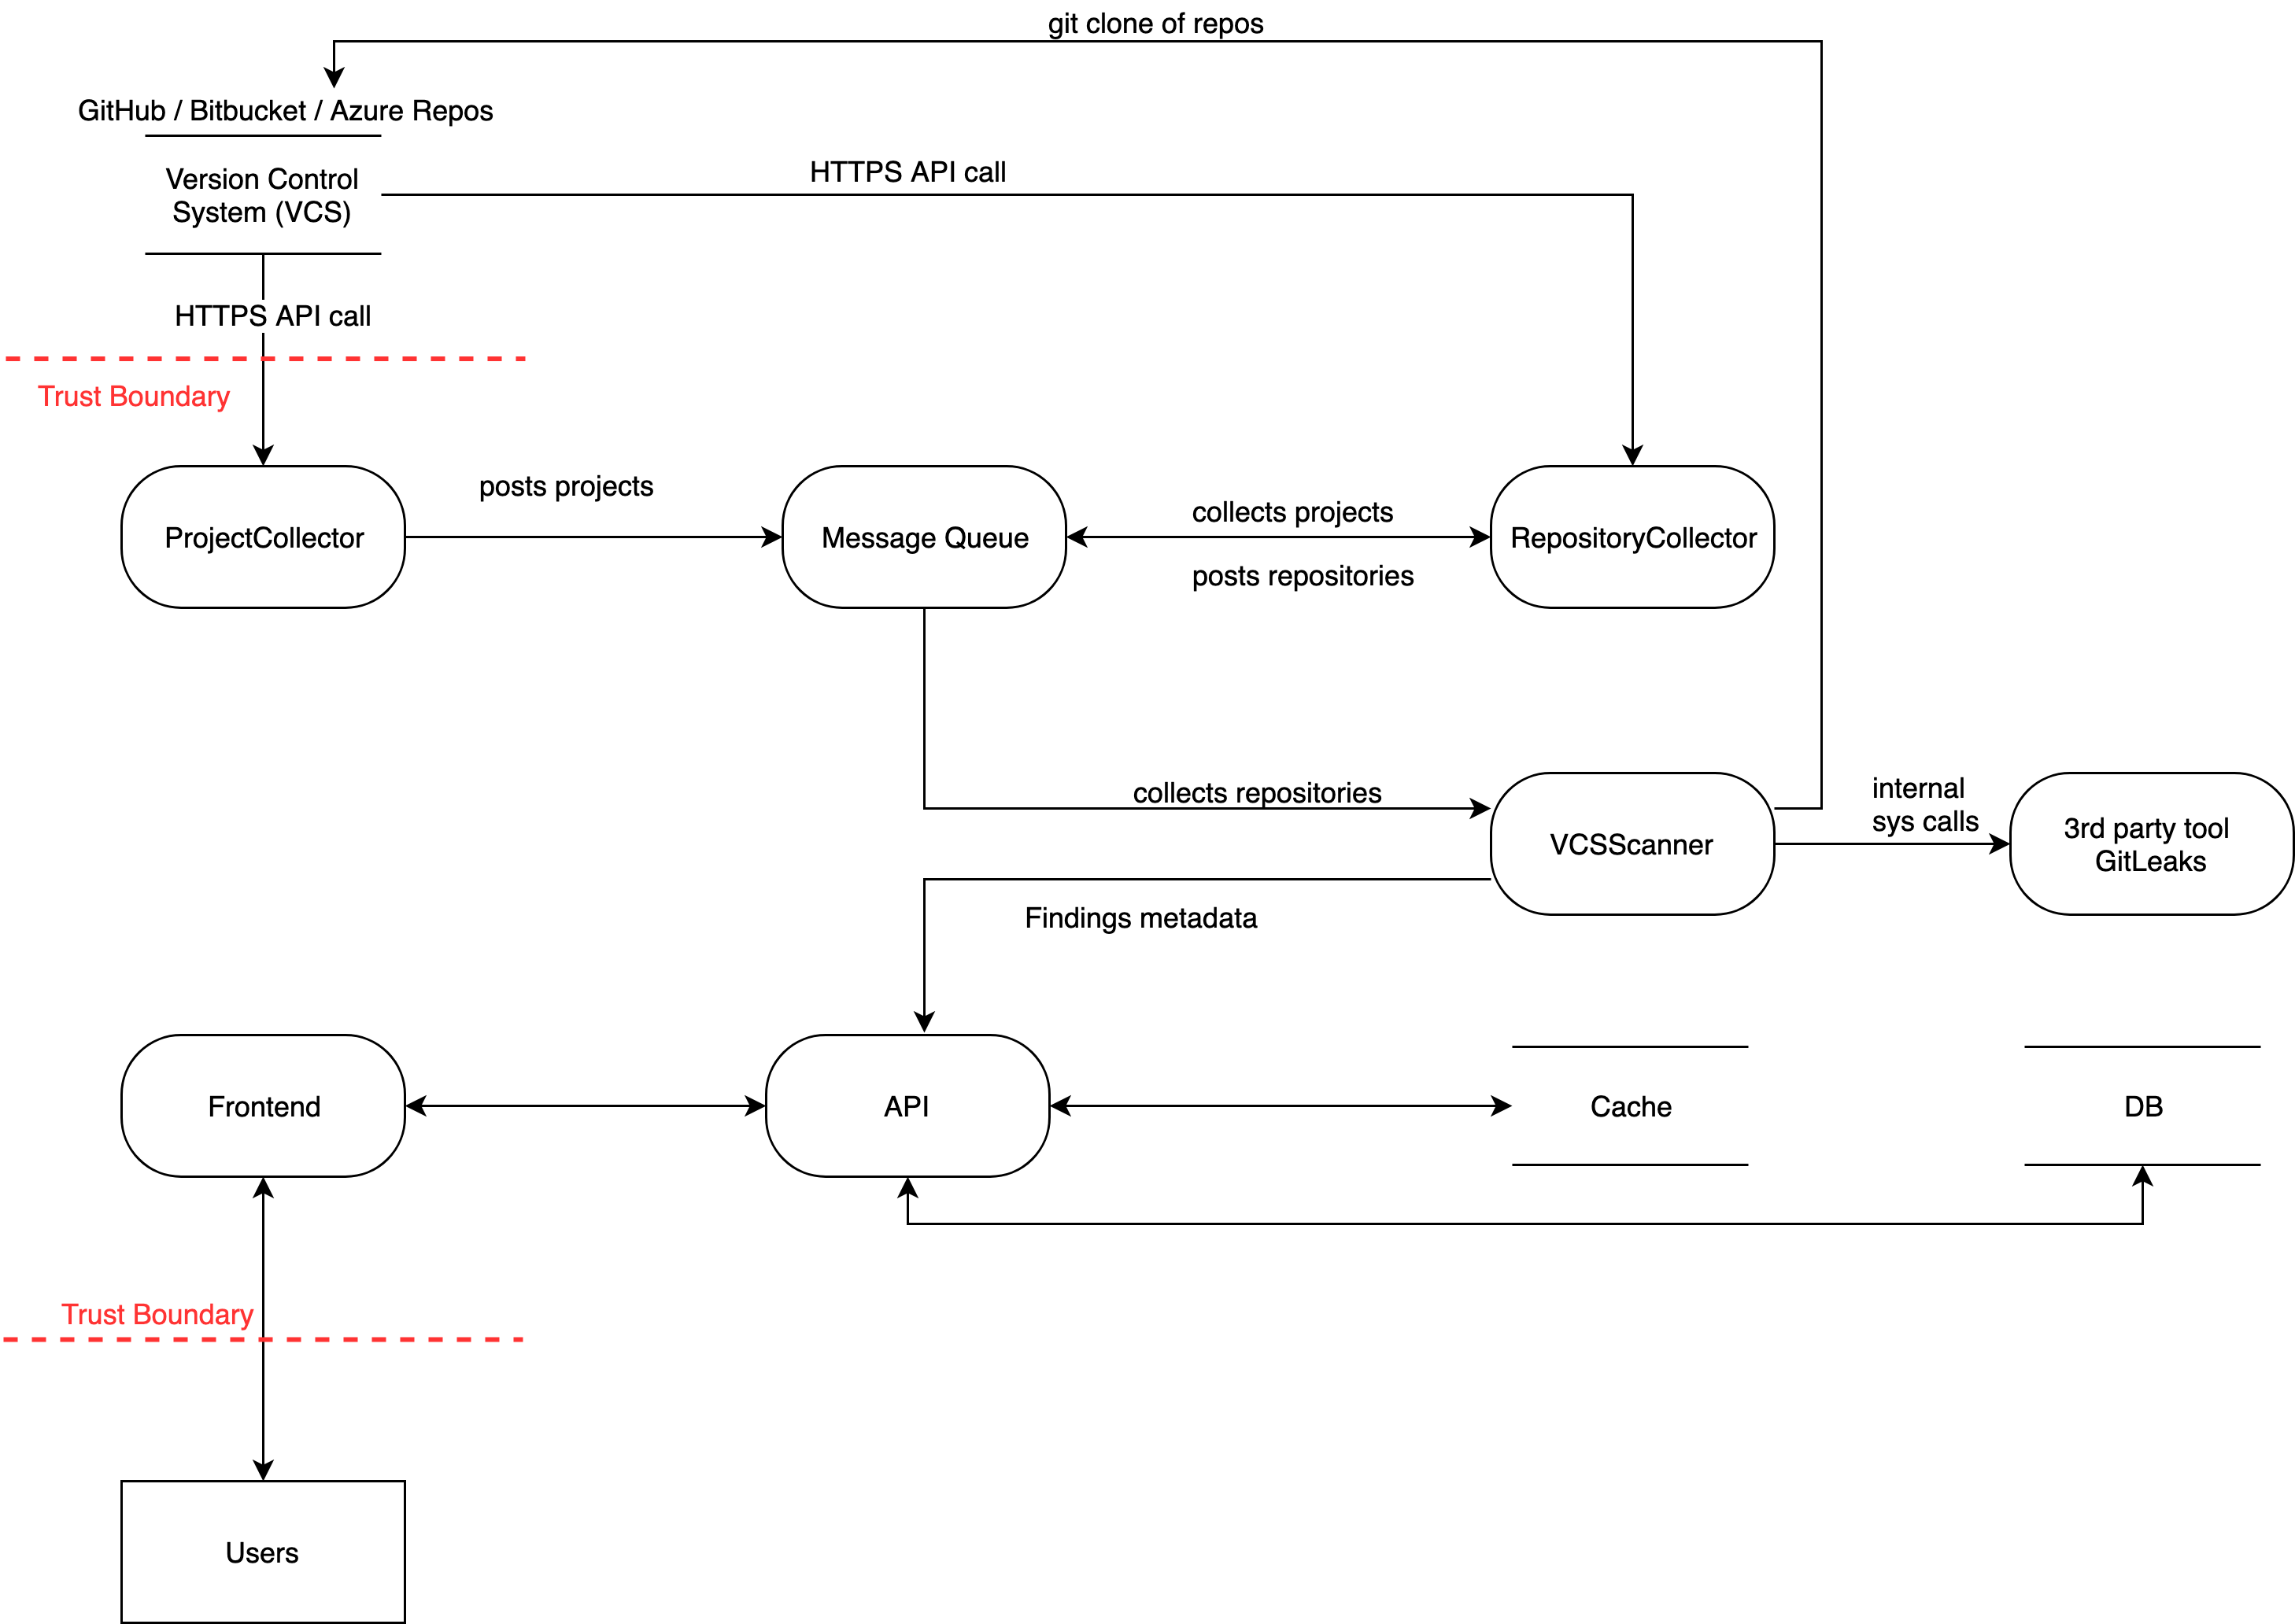 git clone of repos
GitHub / Bitbucket / Azure Repos
Version Control
System (VCS)
HTTPS API call
HTTPS API call
Trust Boundary
ProjectCollector
posts projects
Message Queue
collects projects
posts repositories
RepositoryCollector
collects repositories
VCSScanner
internal
sys calls
3rd party tool
GitLeaks
Findings metadata
Frontend
API
Cache
DB
Trust Boundary
Users